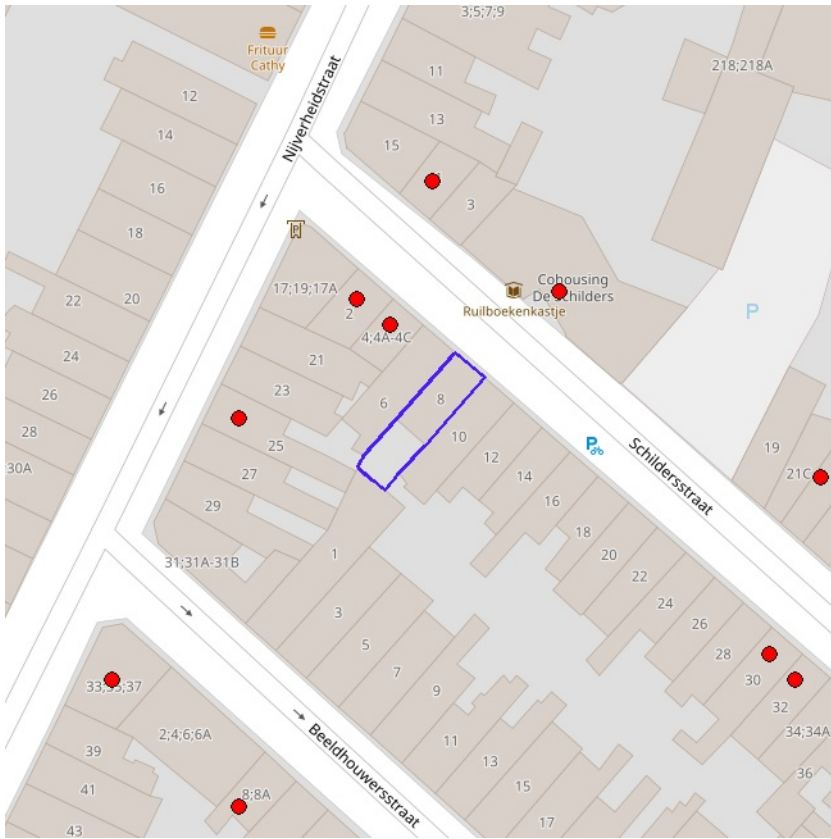 3;5;7;9
Frituur
Cathy
218;218A
11
12
Nijverheidstraat
13
14
15
16
3
18
P
17;19;17A
Cohousing
De Schilders
22
20
2
Ruilboekenkastje
P
4;4A-4C
24
21
26
23
6
8
28
25
10
P
Schildersstraat
19
30A
27
12
21C
29
14
16
18
31;31A-31B
1
20
22
3
24
26
5
28
7
30
33;35;37
9
32
2;4;6;6A
34;34A
39
11
13
36
41
8;8A
Beeldhouwersstraat
15
43
17